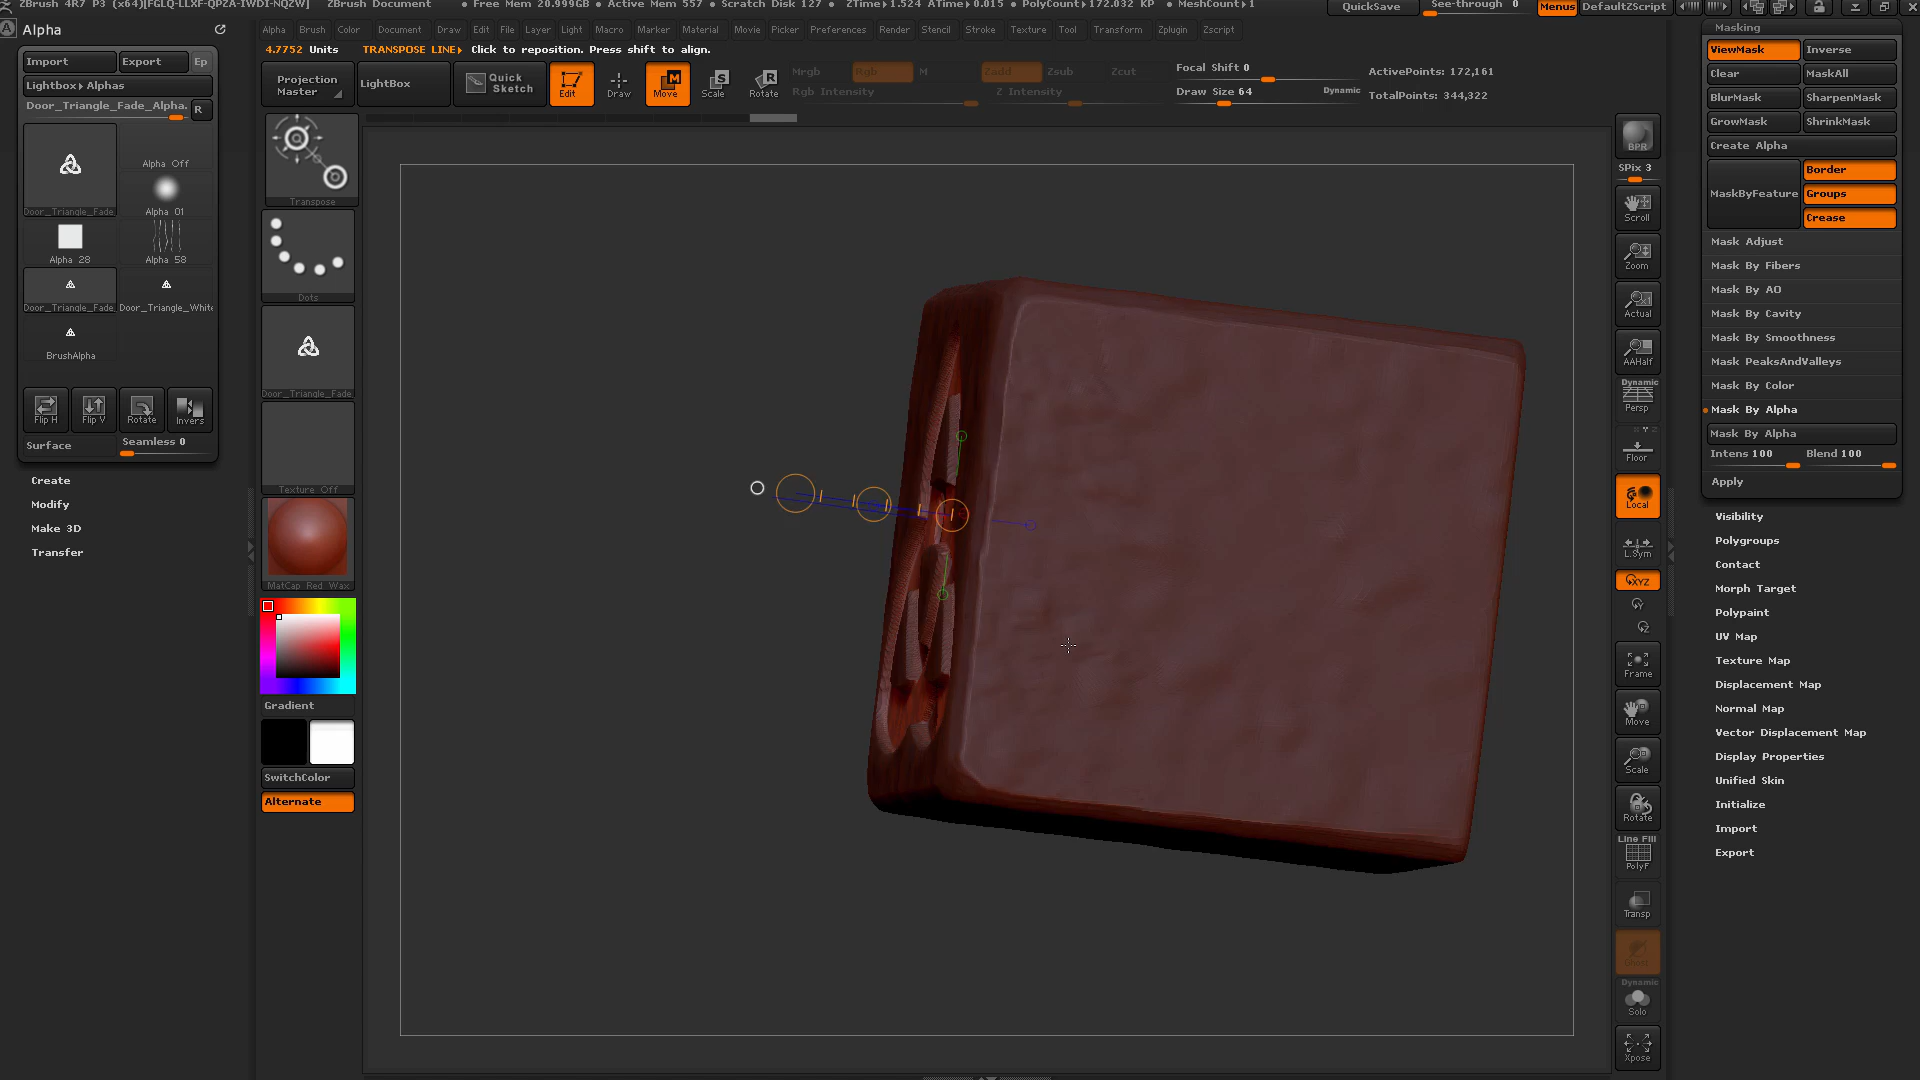 ZBrush 4R7 P3 (x64)[FGLQ-LLXF-QPZA-IWDI-NQZW] ZBrush Document • Free Mem 20.999GB • Active Mem 557 • Scratch Disk 127 • ZTime▸1.524 ATime▸0.015 • PolyCount▸172.032 KP • MeshCount▸1 QuickSave See-through 0 Menus DefaultZScript
Alpha
Alpha Brush Color Document Draw Edit File Layer Light Macro Marker Material Movie Picker Preferences Render Stencil Stroke Texture Tool Transform Zplugin Zscript
4.7752 Units TRANSPOSE LINE▸ Click to reposition. Press shift to align.
Import Export Ep
Lightbox▸Alphas
Door_Triangle_Fade_Alpha. R
Alpha Off
Door_Triangle_Fade
Alpha 01
Alpha 28
Alpha 58
Door_Triangle_Fade
Door_Triangle_White
BrushAlpha
Flip H Flip V Rotate Invers
Surface Seamless 0
Create
Modify
Make 3D
Transfer
Projection Master
LightBox
Quick Sketch
Edit Draw Move Scale Rotate
Mrgb Rgb M
Rgb Intensity
Zadd Zsub Zcut
Z Intensity
Focal Shift 0
Draw Size 64 Dynamic
ActivePoints: 172,161
TotalPoints: 344,322
Transpose
Dots
Door_Triangle_Fade
Texture Off
MatCap Red Wax
Gradient
SwitchColor
Alternate
BPR
SPix 3
Scroll
Zoom
Actual
AAHalf
Dynamic
Persp
Floor
Local
L.Sym
XYZ
Y
Z
Frame
Move
Scale
Rotate
Line Fill
PolyF
Transp
Ghost
Dynamic
Solo
Xpose
Masking
ViewMask Inverse
Clear MaskAll
BlurMask SharpenMask
GrowMask ShrinkMask
Create Alpha
MaskByFeature
Border
Groups
Crease
Mask Adjust
Mask By Fibers
Mask By AO
Mask By Cavity
Mask By Smoothness
Mask PeaksAndValleys
Mask By Color
Mask By Alpha
Mask By Alpha
Intens 100 Blend 100
Apply
Visibility
Polygroups
Contact
Morph Target
Polypaint
UV Map
Texture Map
Displacement Map
Normal Map
Vector Displacement Map
Display Properties
Unified Skin
Initialize
Import
Export